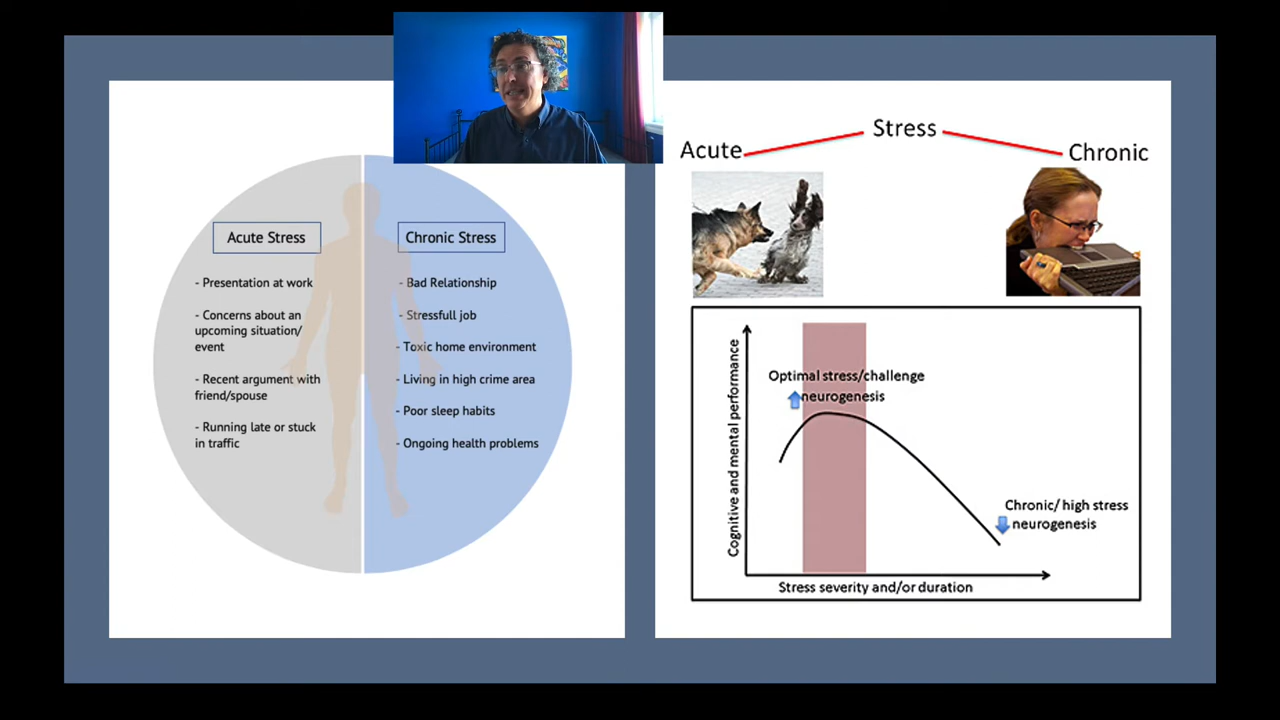 Acute Stress
- Presentation at work
- Concerns about an
upcoming situation/
event
- Recent argument with
friend/spouse
- Running late or stuck
in traffic
Chronic Stress
- Bad Relationship
- Stressfull job
- Toxic home environment
- Living in high crime area
- Poor sleep habits
- Ongoing health problems
Stress
Acute
Chronic
Cognitive and mental performance
Optimal stress/challenge
neurogenesis
Chronic/ high stress
neurogenesis
Stress severity and/or duration